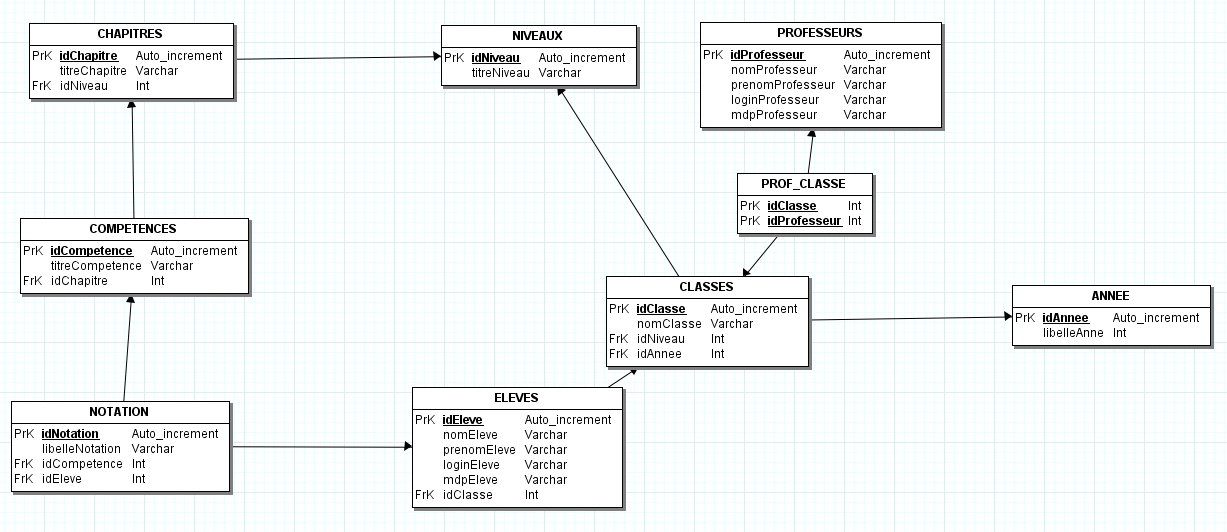 CHAPITRES
PrK idChapitre Auto_increment
titreChapitre Varchar
FrK idNiveau Int
NIVEAUX
PrK idNiveau Auto_increment
titreNiveau Varchar
PROFESSEURS
PrK idProfesseur Auto_increment
nomProfesseur Varchar
prenomProfesseur Varchar
loginProfesseur Varchar
mdpProfesseur Varchar
PROF_CLASSE
PrK idClasse Int
PrK idProfesseur Int
COMPETENCES
PrK idCompetence Auto_increment
titreCompetence Varchar
FrK idChapitre Int
CLASSES
PrK idClasse Auto_increment
nomClasse Varchar
FrK idNiveau Int
FrK idAnnee Int
ANNEE
PrK idAnnee Auto_increment
libelleAnne Int
NOTATION
PrK idNotation Auto_increment
libelleNotation Varchar
FrK idCompetence Int
FrK idEleve Int
ELEVES
PrK idEleve Auto_increment
nomEleve Varchar
prenomEleve Varchar
loginEleve Varchar
mdpEleve Varchar
FrK idClasse Int